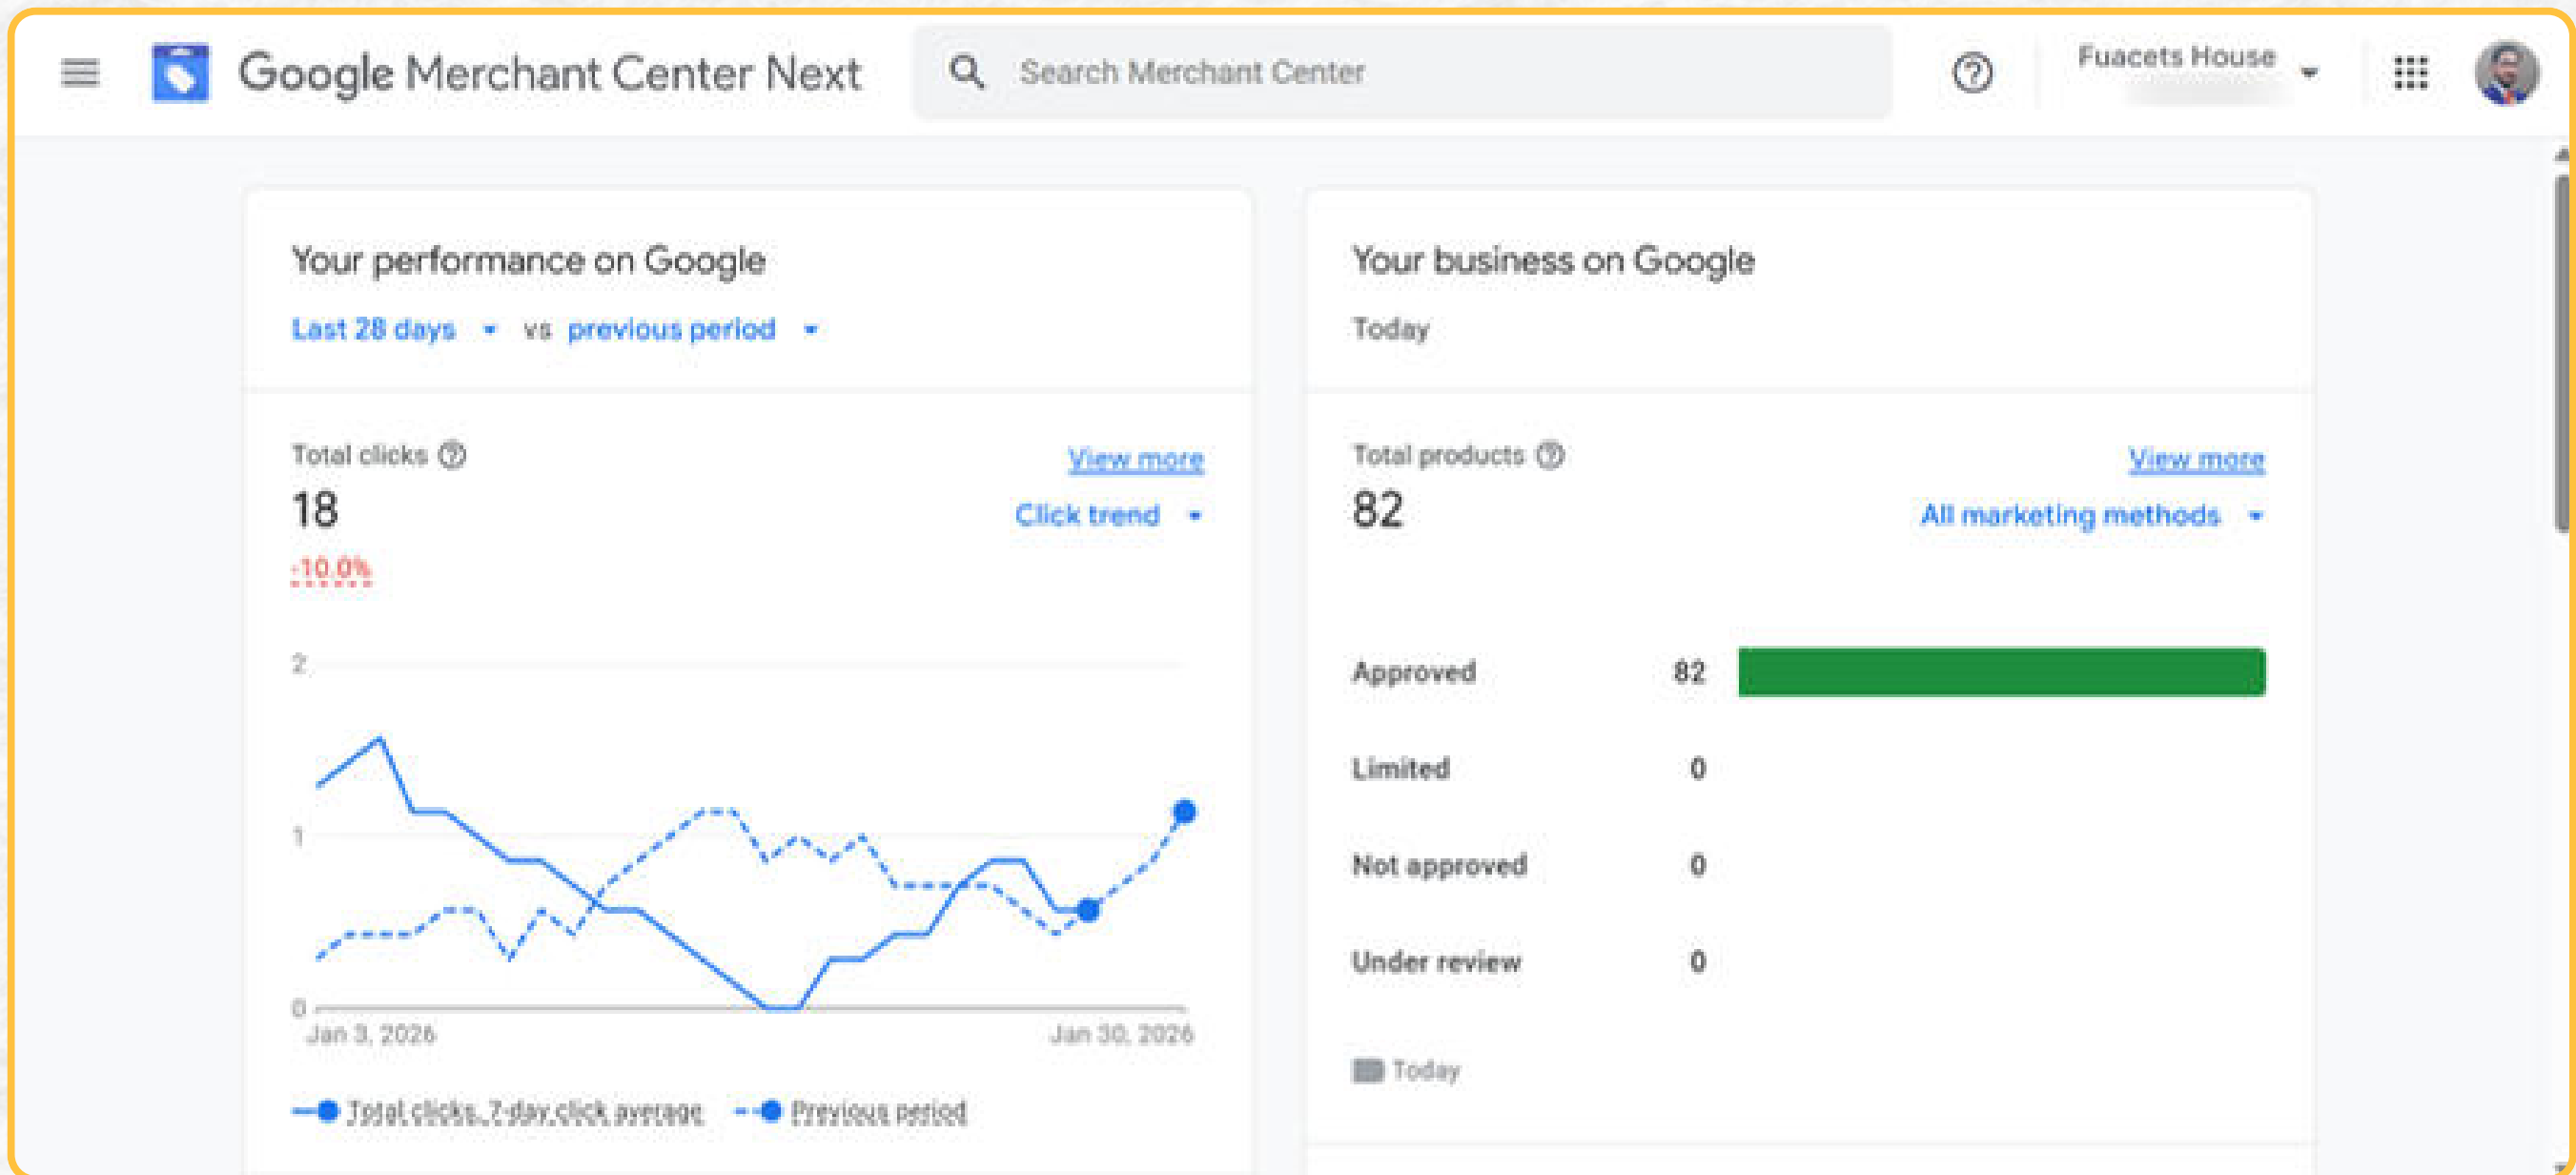 Google Merchant Center Next
Search Merchant Center
Fuacets House
Your performance on Google
Last 28 days vs previous period
Total clicks
View more
18
Click trend
-10.0%
2
1
0
Jan 3, 2026
Jan 30, 2026
Total clicks, 7-day click average
Previous period
Your business on Google
Today
Total products
View more
82
All marketing methods
Approved 82
Limited 0
Not approved 0
Under review 0
Today